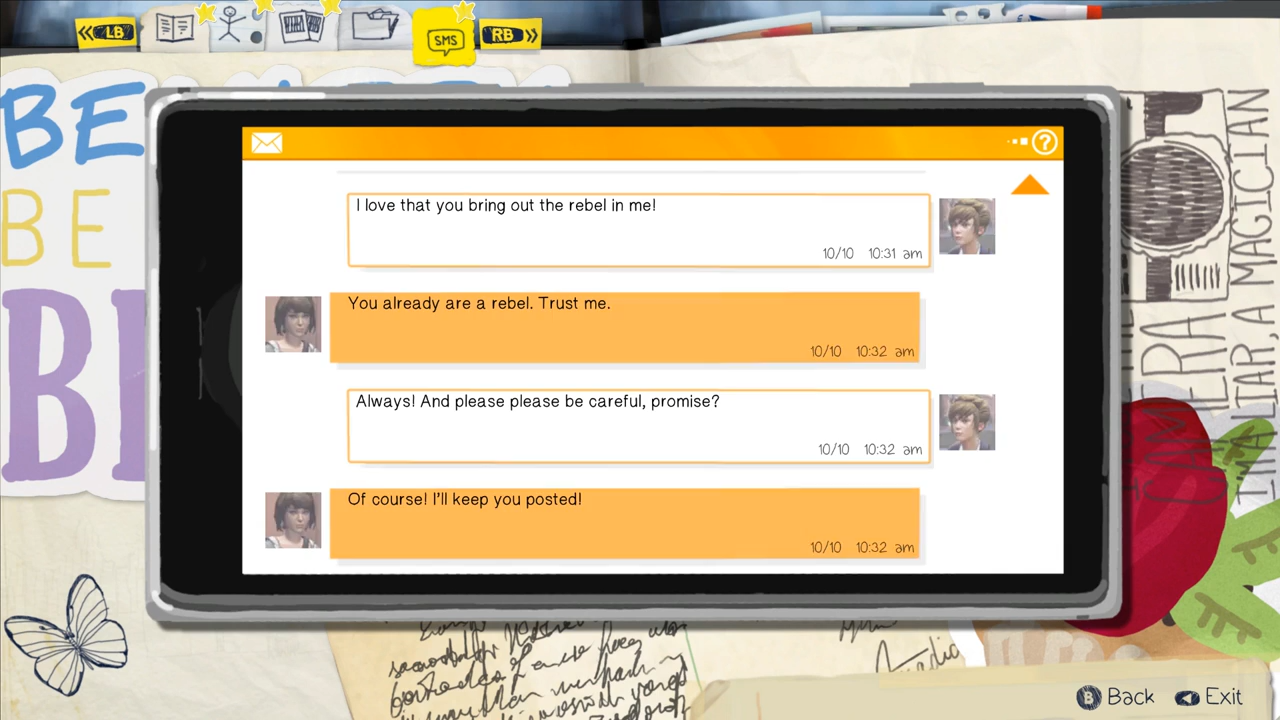 LB
SMS
RB
BE
BE
I love that you bring out the rebel in me!
10/10 10:31 am
You already are a rebel. Trust me.
10/10 10:32 am
Always! And please please be careful, promise?
10/10 10:32 am
Of course! I'll keep you posted!
10/10 10:32 am
CAMERA
I'M A LIAR, A MAGICIAN
B Back
Exit